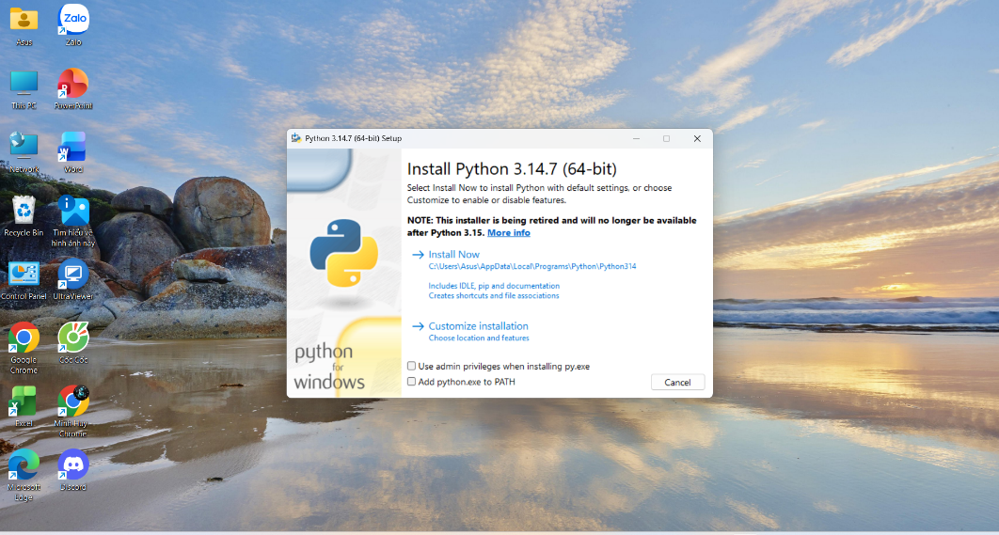 Asus
Zalo
Zalo
This PC
PowerPoint
Network
Word
Recycle Bin
Tìm hiểu về
hình ảnh này
Control Panel
UltraViewer
Google
Chrome
Cốc Cốc
Excel
Minh Huy -
Chrome
Microsoft
Edge
Discord
Python 3.14.7 (64-bit) Setup
Install Python 3.14.7 (64-bit)
Select Install Now to install Python with default settings, or choose
Customize to enable or disable features.
NOTE: This installer is being retired and will no longer be available
after Python 3.15. More info
Install Now
C:\Users\Asus\AppData\Local\Programs\Python\Python314
Includes IDLE, pip and documentation
Creates shortcuts and file associations
Customize installation
Choose location and features
python
for
windows
Use admin privileges when installing py.exe
Add python.exe to PATH
Cancel